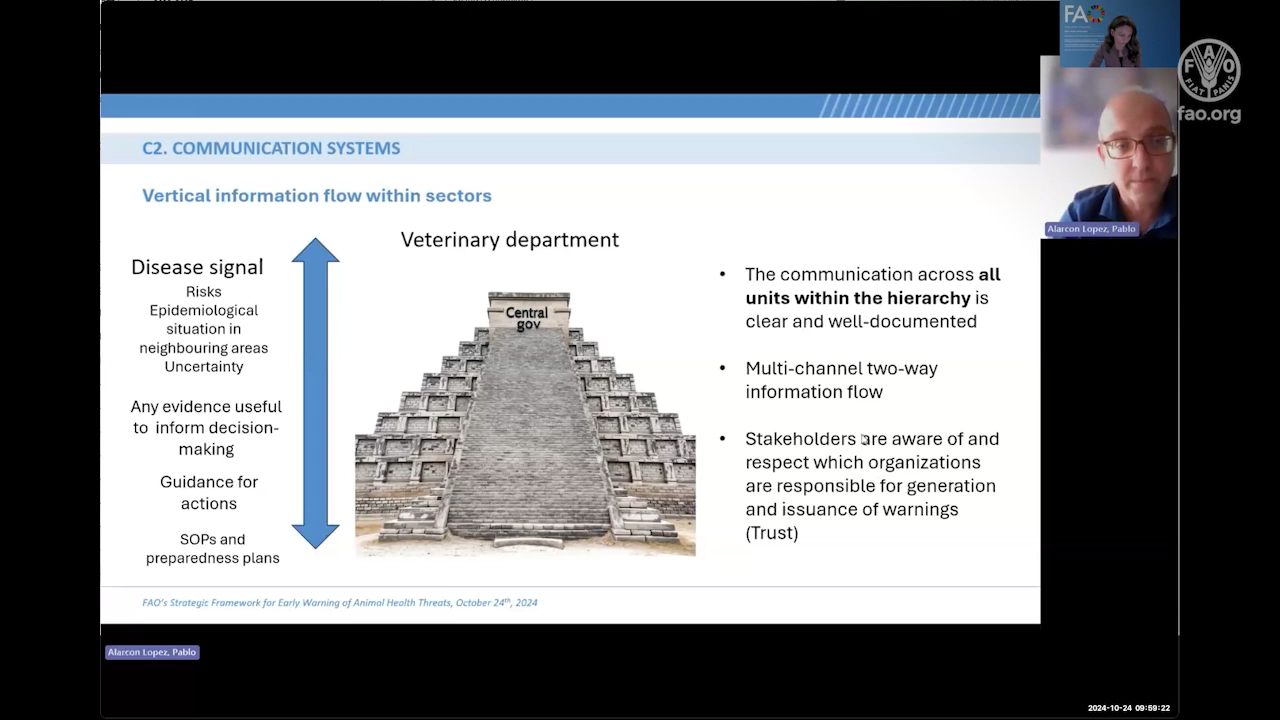 C2. COMMUNICATION SYSTEMS
Vertical information flow within sectors
Disease signal
Risks
Epidemiological
situation in
neighbouring areas
Uncertainty
Any evidence useful
to inform decision-
making
Guidance for
actions
SOPs and
preparedness plans
Veterinary department
Central
gov
• The communication across all
units within the hierarchy is
clear and well-documented
• Multi-channel two-way
information flow
• Stakeholders are aware of and
respect which organizations
are responsible for generation
and issuance of warnings
(Trust)
FAO's Strategic Framework for Early Warning of Animal Health Threats, October 24th, 2024
FAO
Alarcon Lopez, Pablo
FAO
FIAT PANIS
fao.org
Alarcon Lopez, Pablo
2024-10-24 09:59:22